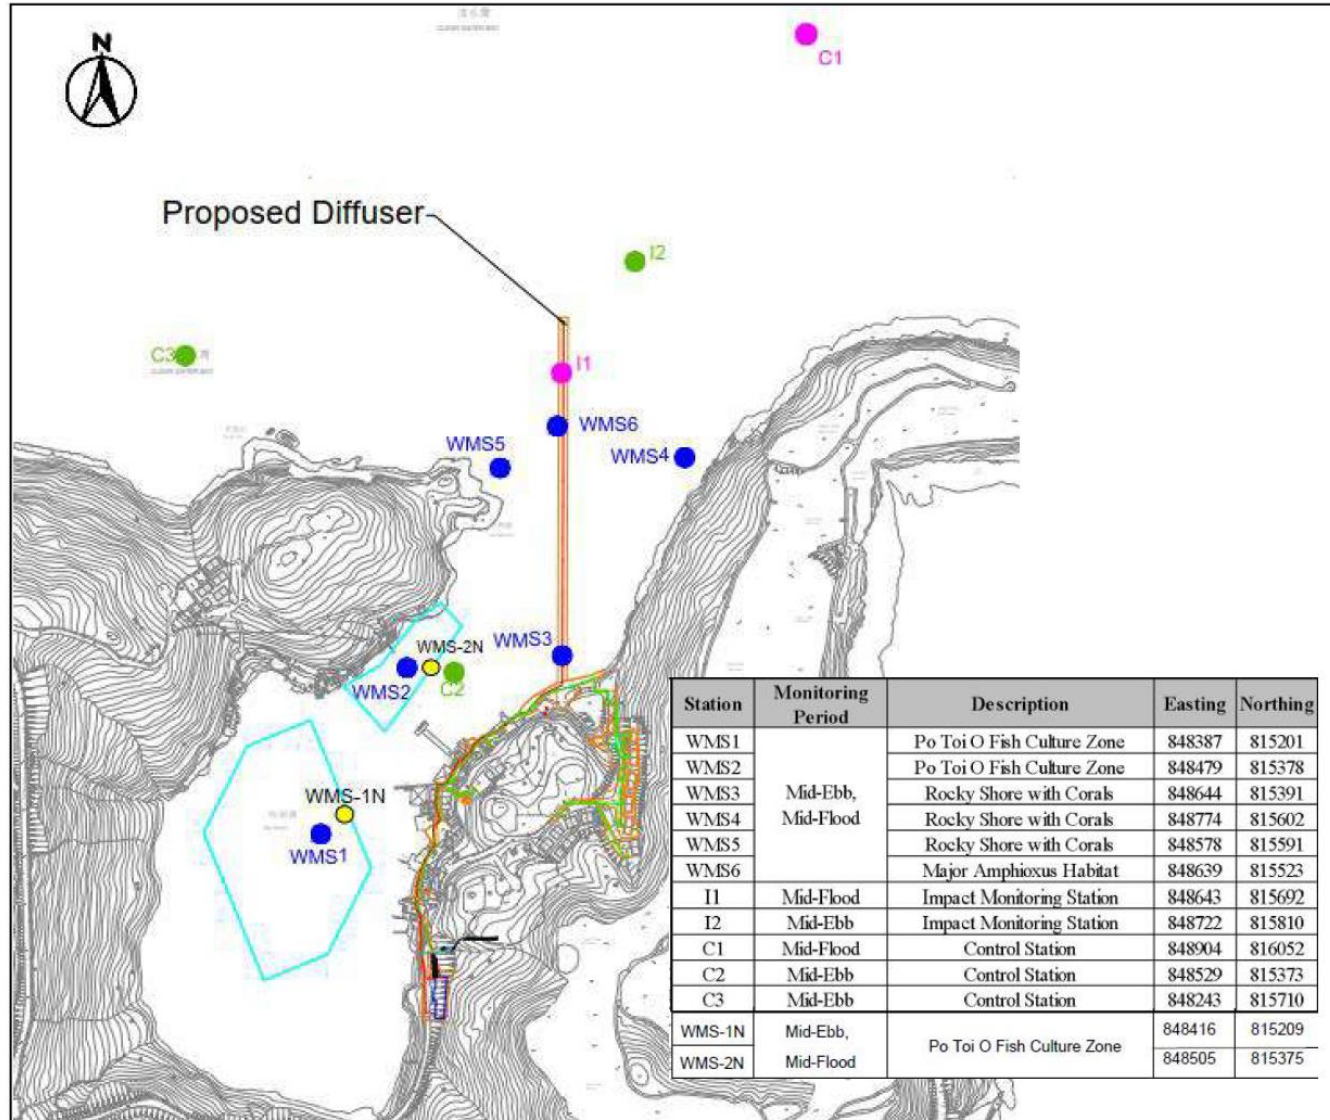 N
C1
Proposed Diffuser
I2
C3
I1
WMS6
WMS5
WMS4
WMS3
WMS-2N
WMS2
C2
WMS-1N
WMS1
Station Monitoring Period Description Easting Northing
WMS1 Po Toi O Fish Culture Zone 848387 815201
WMS2 Po Toi O Fish Culture Zone 848479 815378
WMS3 Mid-Ebb, Rocky Shore with Corals 848644 815391
WMS4 Mid-Flood Rocky Shore with Corals 848774 815602
WMS5 Rocky Shore with Corals 848578 815591
WMS6 Major Amphioxus Habitat 848639 815523
I1 Mid-Flood Impact Monitoring Station 848643 815692
I2 Mid-Ebb Impact Monitoring Station 848722 815810
C1 Mid-Flood Control Station 848904 816052
C2 Mid-Ebb Control Station 848529 815373
C3 Mid-Ebb Control Station 848243 815710
WMS-1N Mid-Ebb, Po Toi O Fish Culture Zone 848416 815209
WMS-2N Mid-Flood 848505 815375